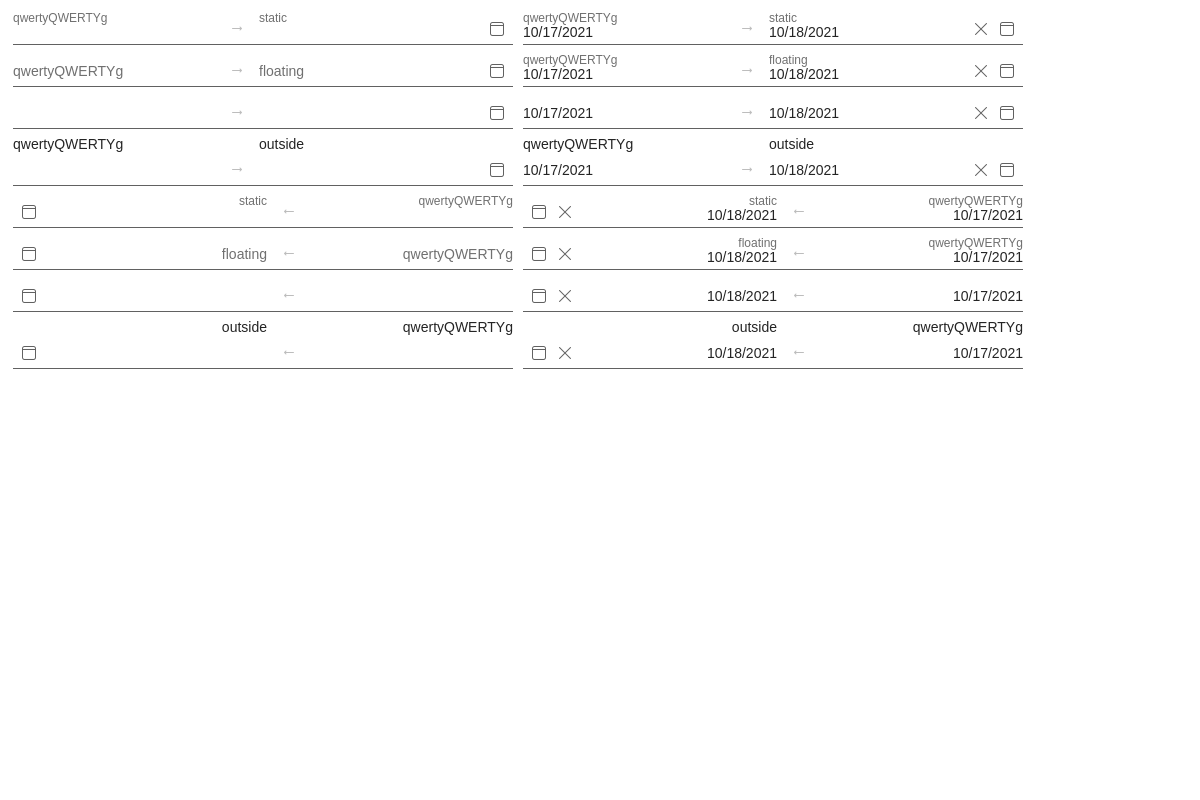 qwertyQWERTYg → static qwertyQWERTYg → static
10/17/2021 10/18/2021
qwertyQWERTYg → floating qwertyQWERTYg → floating
10/17/2021 10/18/2021
→ 10/17/2021 → 10/18/2021
qwertyQWERTYg outside qwertyQWERTYg outside
→ 10/17/2021 → 10/18/2021
static ← qwertyQWERTYg static ← qwertyQWERTYg
10/18/2021 10/17/2021
floating ← qwertyQWERTYg floating ← qwertyQWERTYg
10/18/2021 10/17/2021
← 10/18/2021 ← 10/17/2021
outside qwertyQWERTYg outside qwertyQWERTYg
← 10/18/2021 ← 10/17/2021